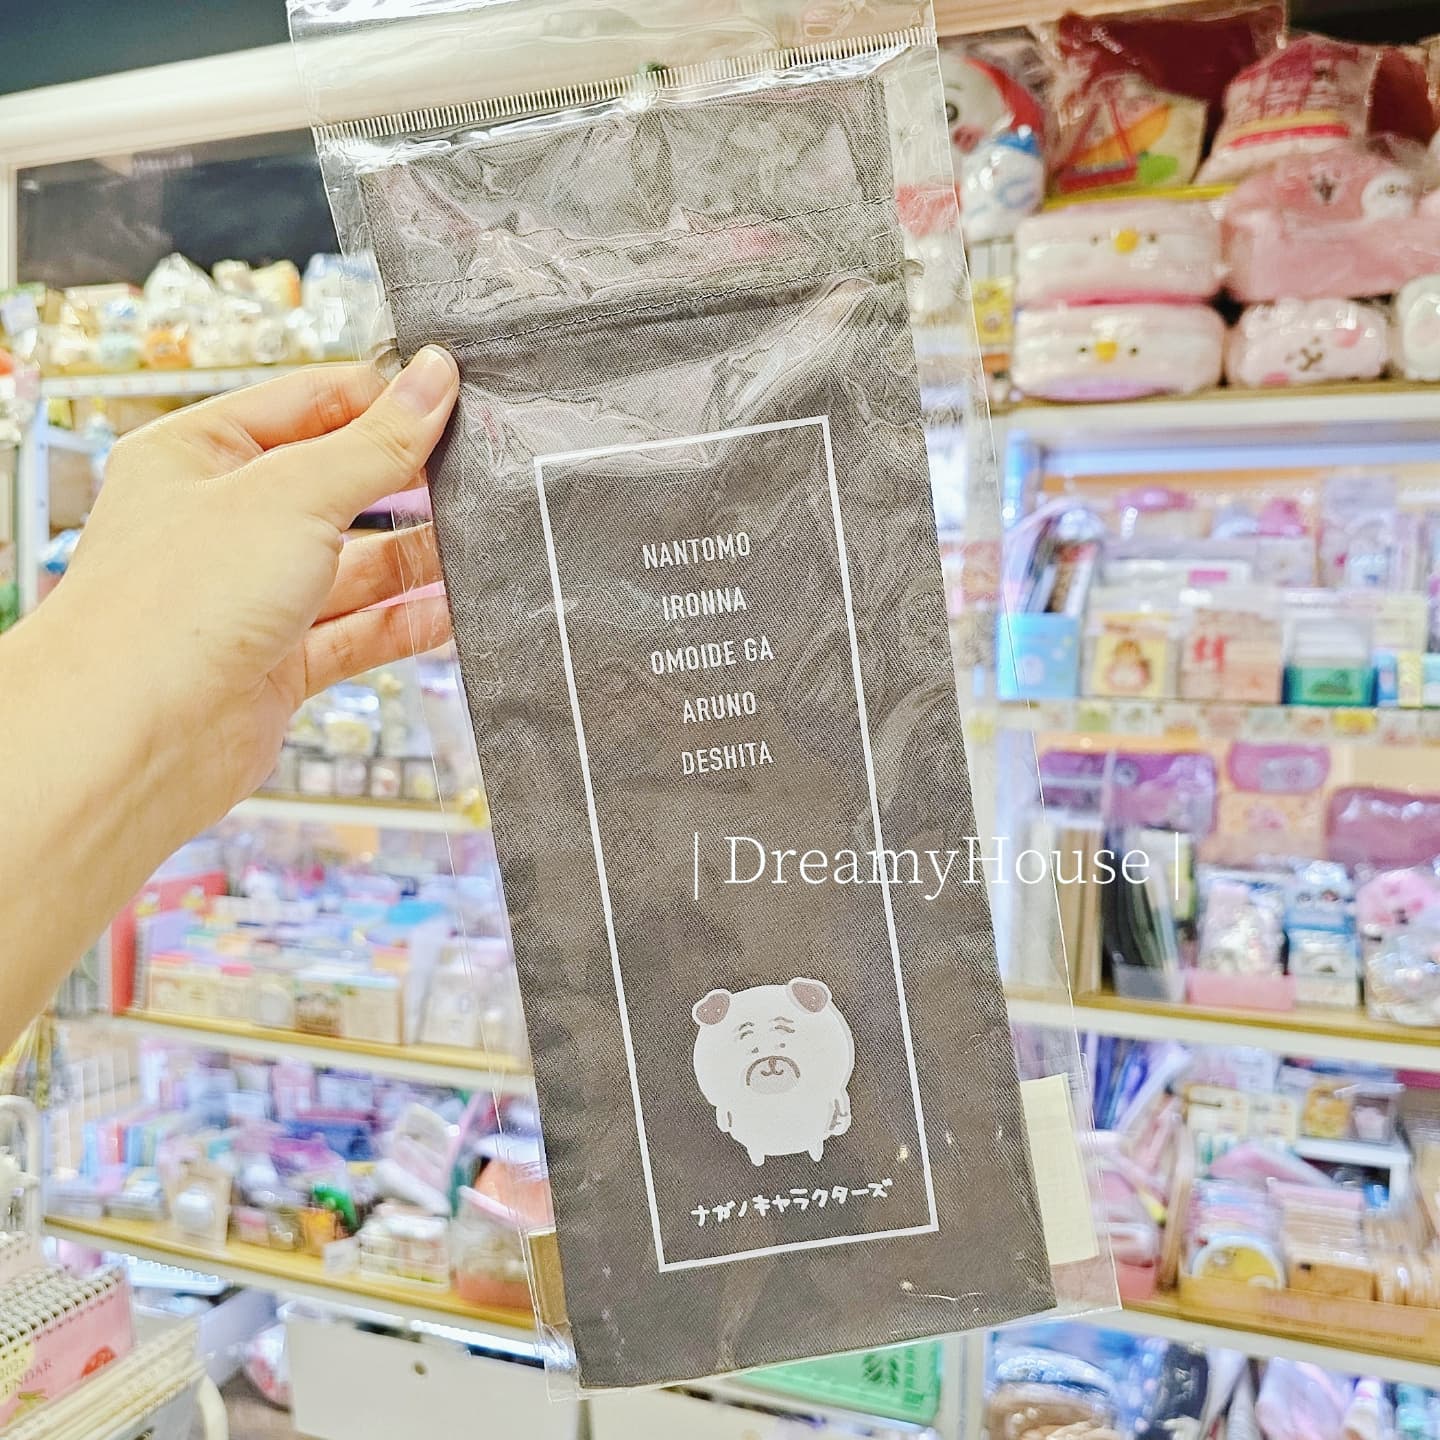 NANTOMO
IRONNA
OMOIDE GA
ARUNO
DESHITA
| DreamyHouse |
ナガノキャラクターズ